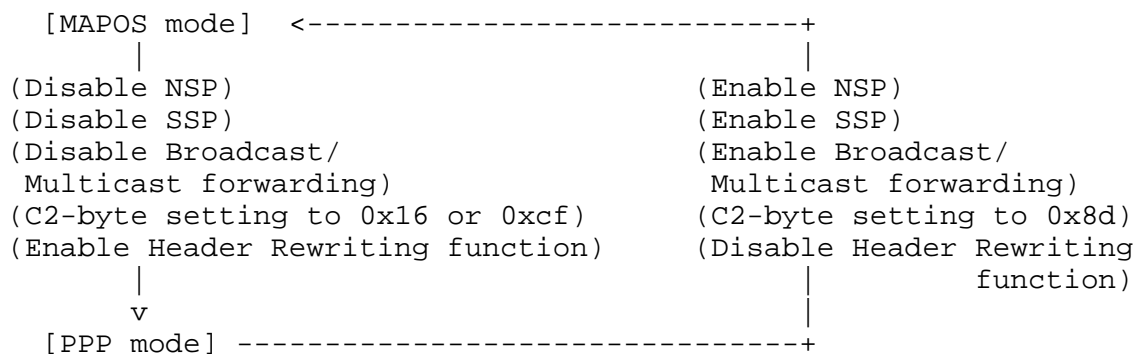 [MAPOS mode]  <----------------------------+
|                                     |
(Disable NSP)                         (Enable NSP)
(Disable SSP)                         (Enable SSP)
(Disable Broadcast/                   (Enable Broadcast/
Multicast forwarding)                 Multicast forwarding)
(C2-byte setting to 0x16 or 0xcf)     (C2-byte setting to 0x8d)
(Enable Header Rewriting function)    (Disable Header Rewriting
|                                     |         function)
v                                     |
[PPP mode] --------------------------------+